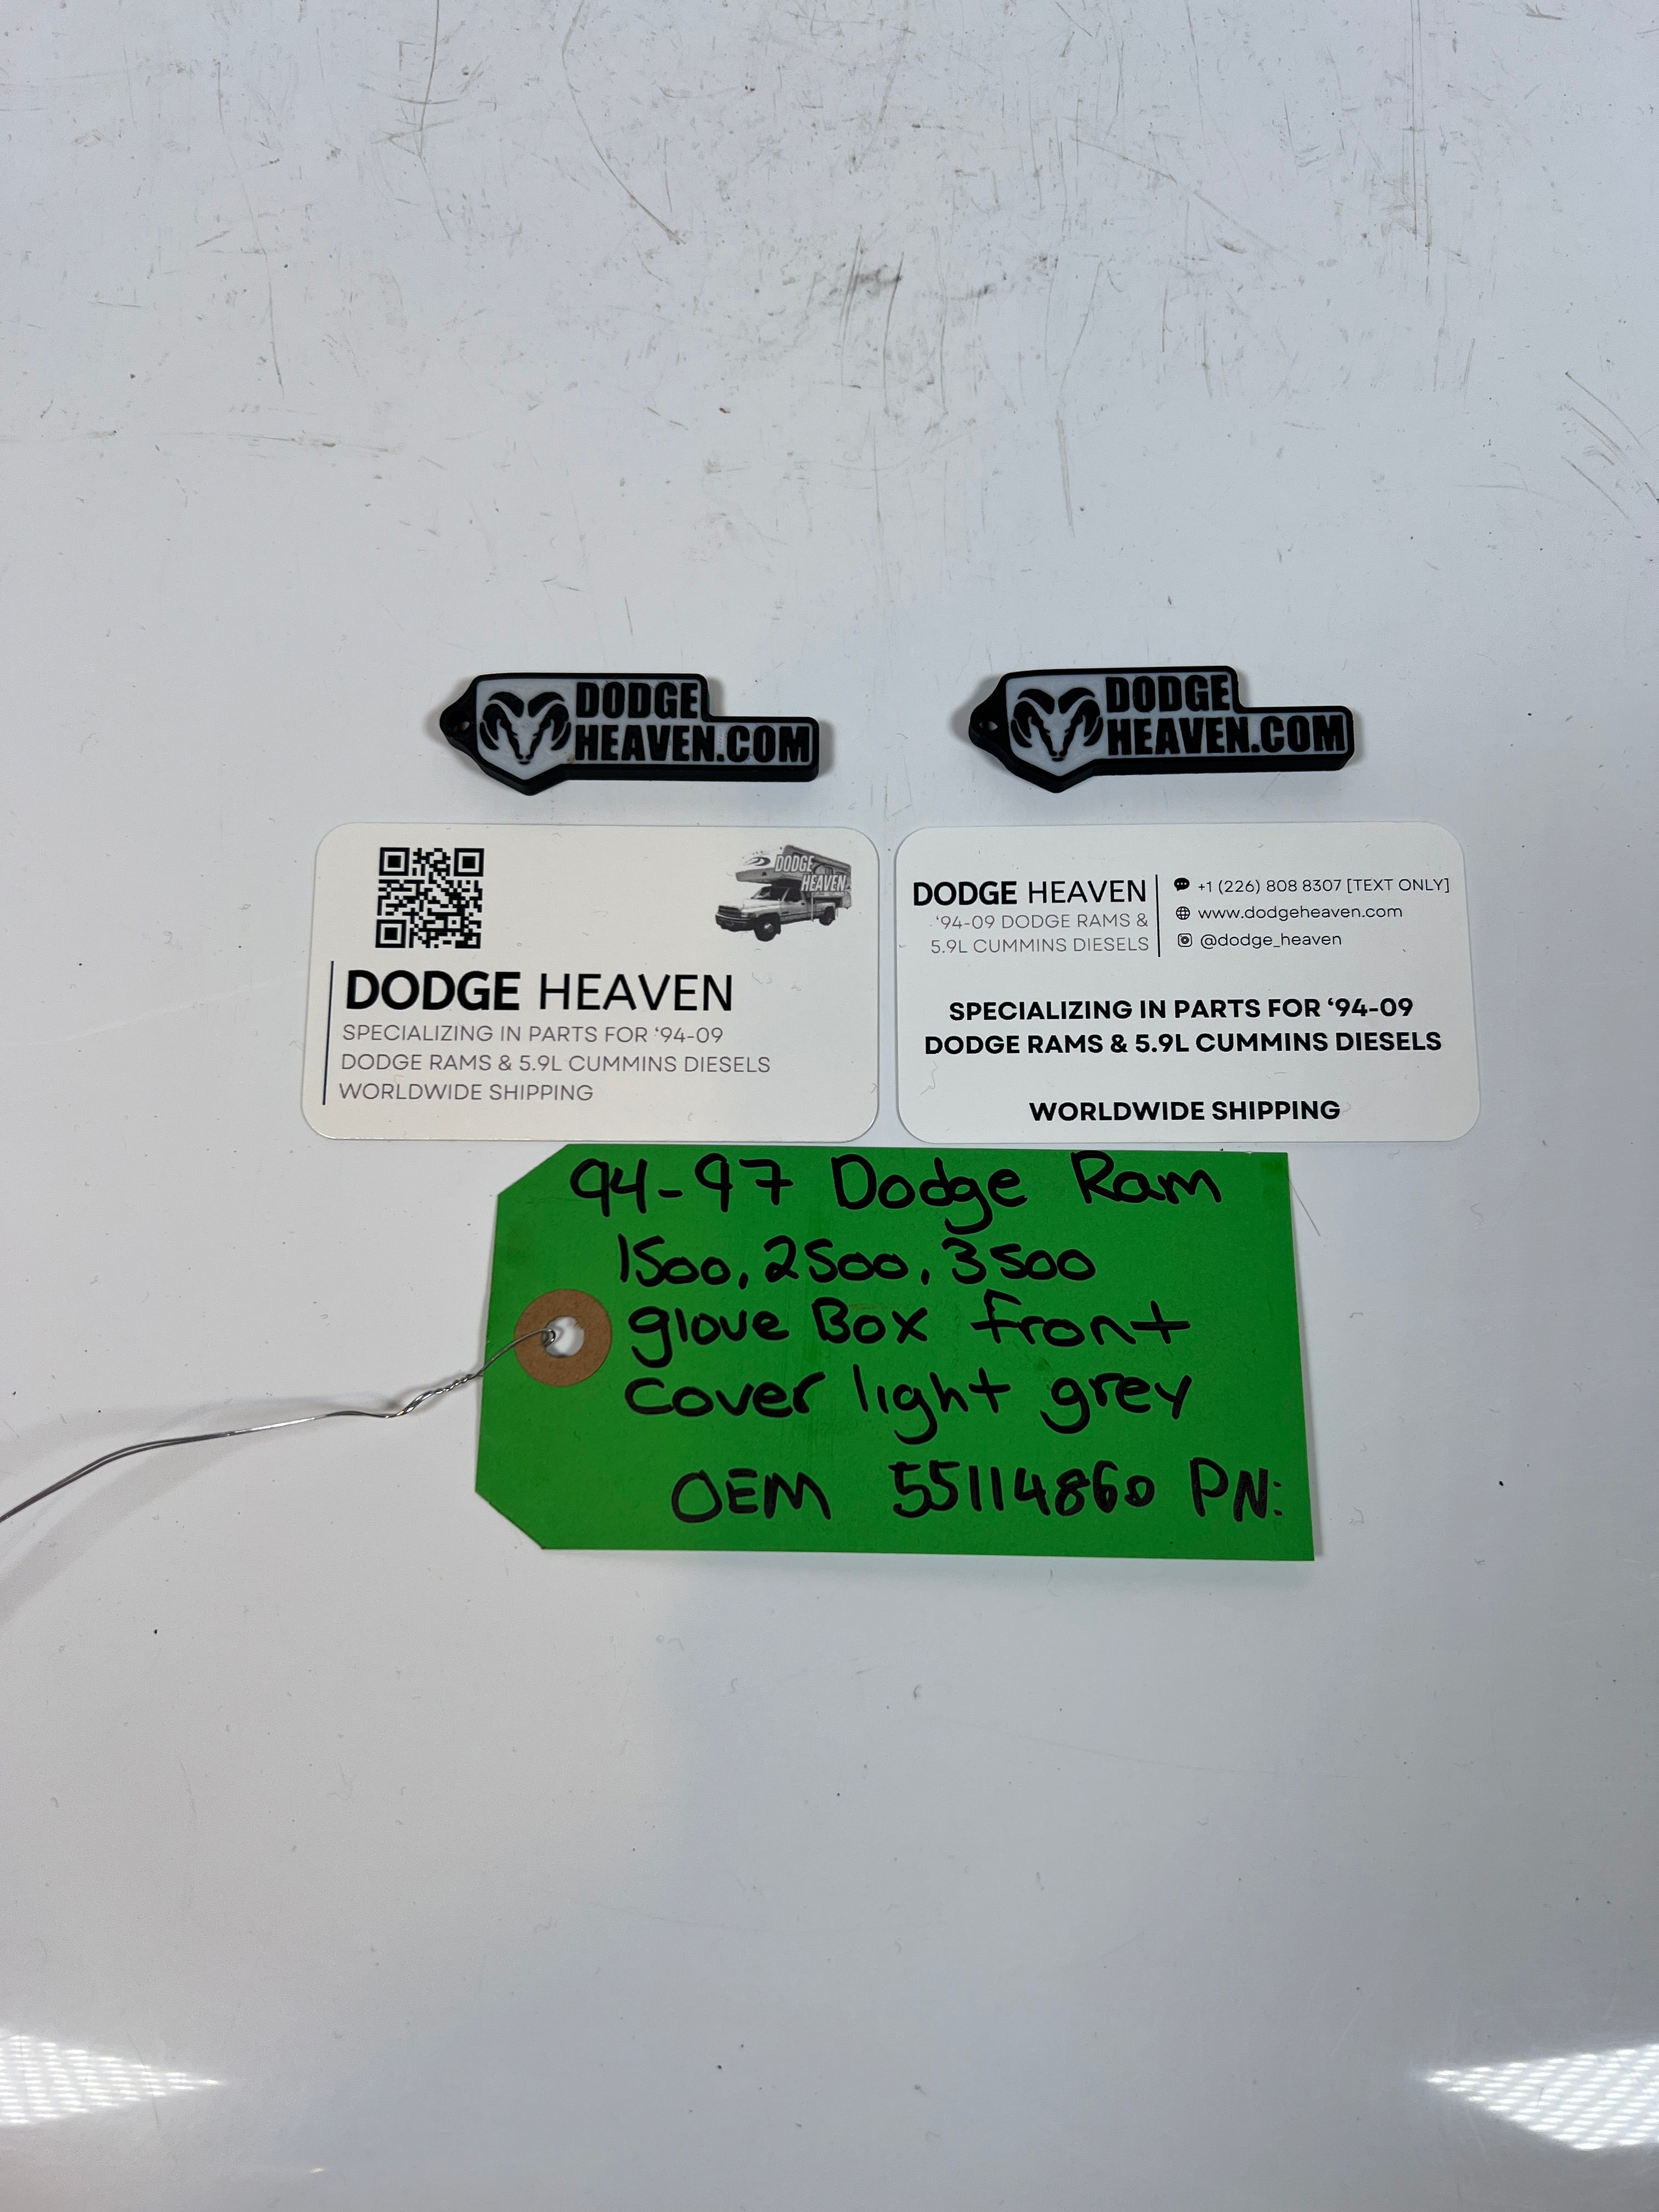 DODGE
HEAVEN.COM
DODGE
HEAVEN.COM
DODGE
HEAVEN
DODGE HEAVEN
SPECIALIZING IN PARTS FOR ‘94-09
DODGE RAMS & 5.9L CUMMINS DIESELS
WORLDWIDE SHIPPING
DODGE HEAVEN
‘94-09 DODGE RAMS &
5.9L CUMMINS DIESELS
+1 (226) 808 8307 [TEXT ONLY]
www.dodgeheaven.com
@dodge_heaven
SPECIALIZING IN PARTS FOR ‘94-09
DODGE RAMS & 5.9L CUMMINS DIESELS
WORLDWIDE SHIPPING
94-97 Dodge Ram
1500, 2500, 3500
glove Box front
cover light grey
OEM 55114860 PN: